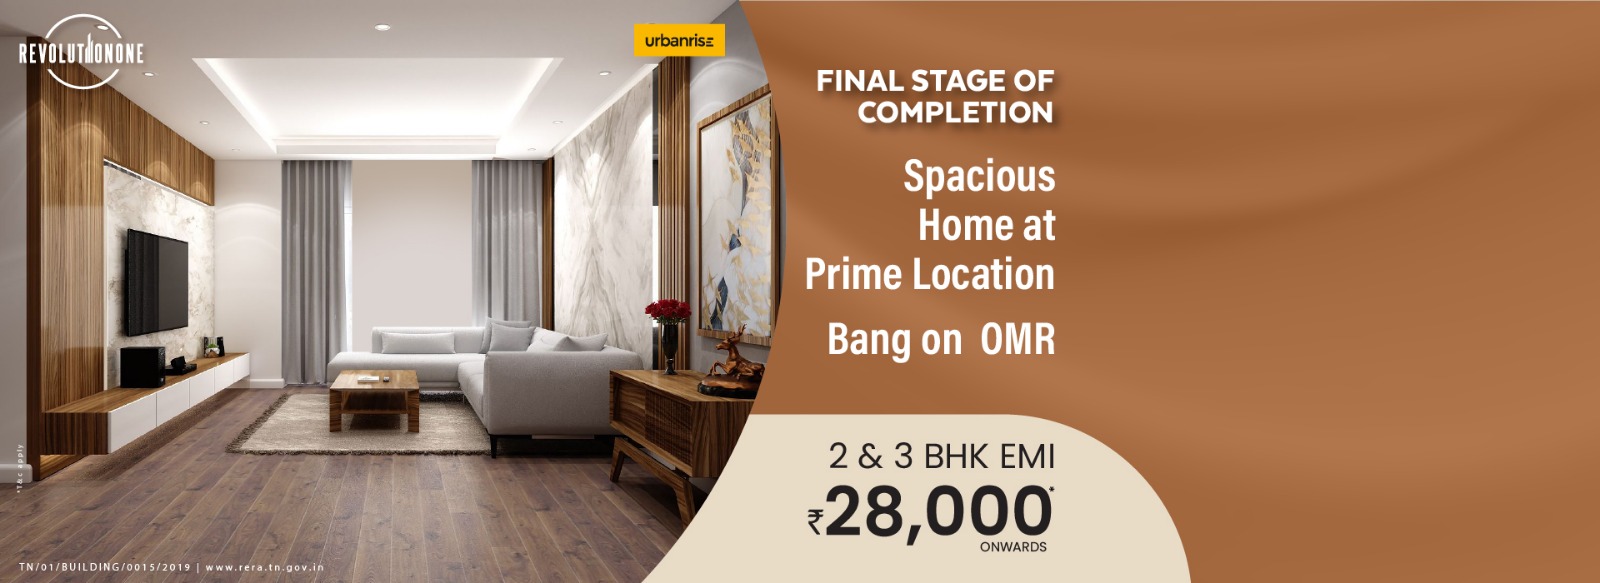 REVOLUTIONONE
urbanrise
FINAL STAGE OF
COMPLETION
Spacious
Home at
Prime Location
Bang on OMR
2 & 3 BHK EMI
₹28,000*
ONWARDS
*T&c apply
TN/01/BUILDING/0015/2019 | www.rera.tn.gov.in